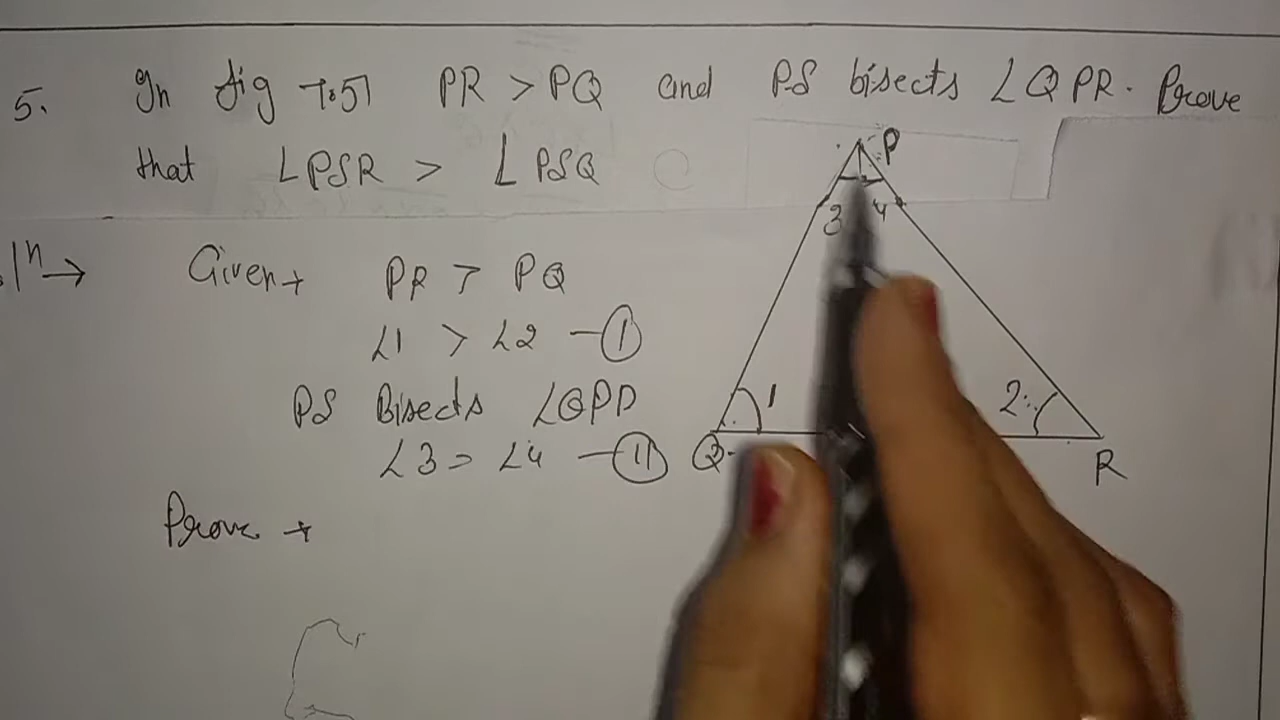 5. In fig 7.51 PR > PQ and PS bisects ∠QPR. Prove
that ∠PSR > ∠PSQ
.lⁿ→ Given → PR > PQ
∠1 > ∠2 — (I)
PS Bisects ∠QPR
∠3 = ∠4 — (II)
Prove →
P
3 4
1 2
Q R